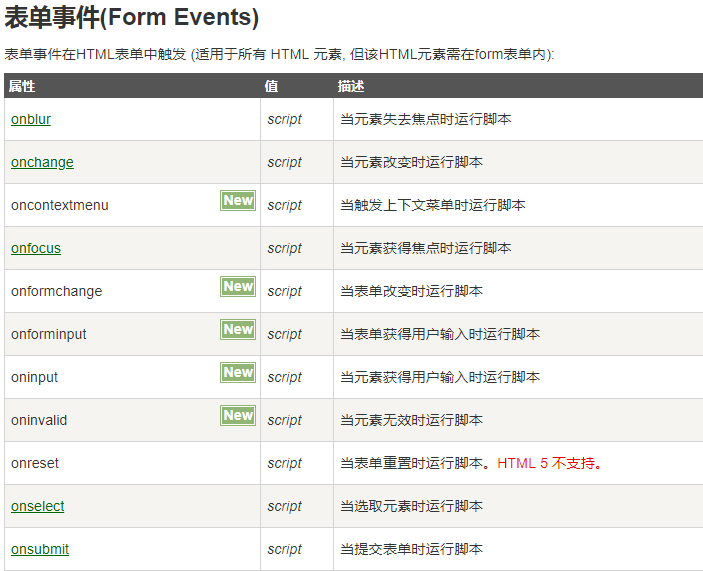 表单事件(Form Events)
表单事件在HTML表单中触发 (适用于所有 HTML 元素, 但该HTML元素需在form表单内):
属性 值 描述
onblur script 当元素失去焦点时运行脚本
onchange script 当元素改变时运行脚本
oncontextmenu New script 当触发上下文菜单时运行脚本
onfocus script 当元素获得焦点时运行脚本
onformchange New script 当表单改变时运行脚本
onforminput New script 当表单获得用户输入时运行脚本
oninput New script 当元素获得用户输入时运行脚本
oninvalid New script 当元素无效时运行脚本
onreset script 当表单重置时运行脚本。HTML 5 不支持。
onselect script 当选取元素时运行脚本
onsubmit script 当提交表单时运行脚本